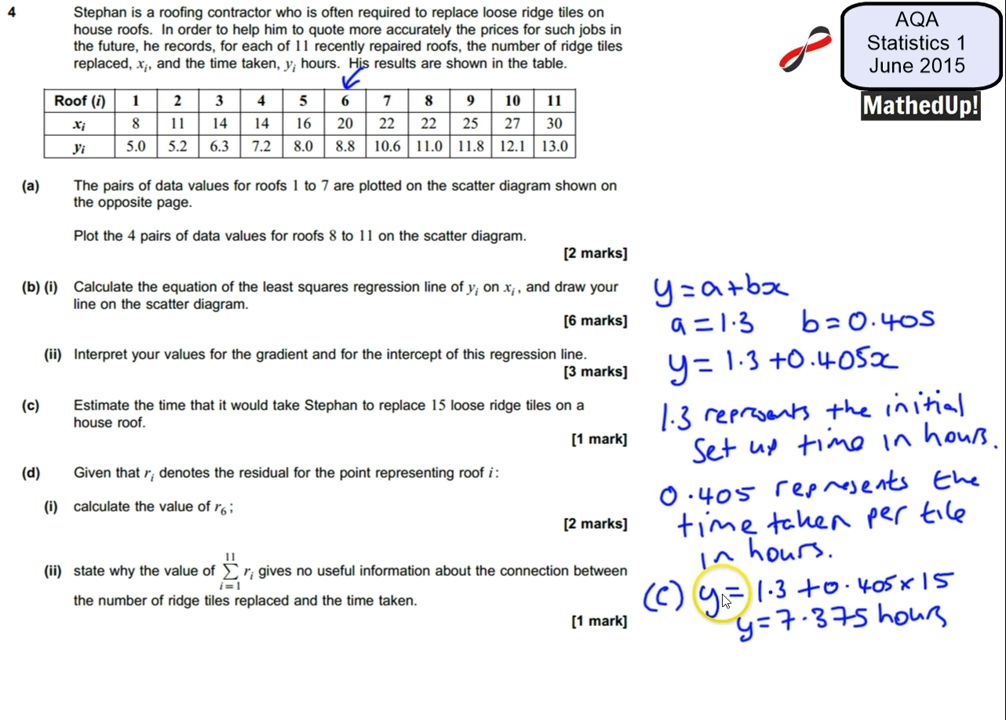 4 Stephan is a roofing contractor who is often required to replace loose ridge tiles on
house roofs. In order to help him to quote more accurately the prices for such jobs in
the future, he records, for each of 11 recently repaired roofs, the number of ridge tiles
replaced, xᵢ, and the time taken, yᵢ hours. His results are shown in the table.
Roof (i) 1 2 3 4 5 6 7 8 9 10 11
xᵢ 8 11 14 14 16 20 22 22 25 27 30
yᵢ 5.0 5.2 6.3 7.2 8.0 8.8 10.6 11.0 11.8 12.1 13.0
(a) The pairs of data values for roofs 1 to 7 are plotted on the scatter diagram shown on
the opposite page.
Plot the 4 pairs of data values for roofs 8 to 11 on the scatter diagram.
[2 marks]
(b) (i) Calculate the equation of the least squares regression line of yᵢ on xᵢ, and draw your
line on the scatter diagram.
[6 marks]
(ii) Interpret your values for the gradient and for the intercept of this regression line.
[3 marks]
(c) Estimate the time that it would take Stephan to replace 15 loose ridge tiles on a
house roof.
[1 mark]
(d) Given that rᵢ denotes the residual for the point representing roof i:
(i) calculate the value of r₆;
[2 marks]
(ii) state why the value of
11
∑ rᵢ gives no useful information about the connection between
i=1
the number of ridge tiles replaced and the time taken.
[1 mark]
AQA
Statistics 1
June 2015
MathedUp!
y = a+bx
a = 1.3 b = 0.405
y = 1.3 + 0.405x
1.3 represents the initial
set up time in hours.
0.405 represents the
time taken per tile
in hours.
(c) y = 1.3 + 0.405 × 15
y = 7.375 hours